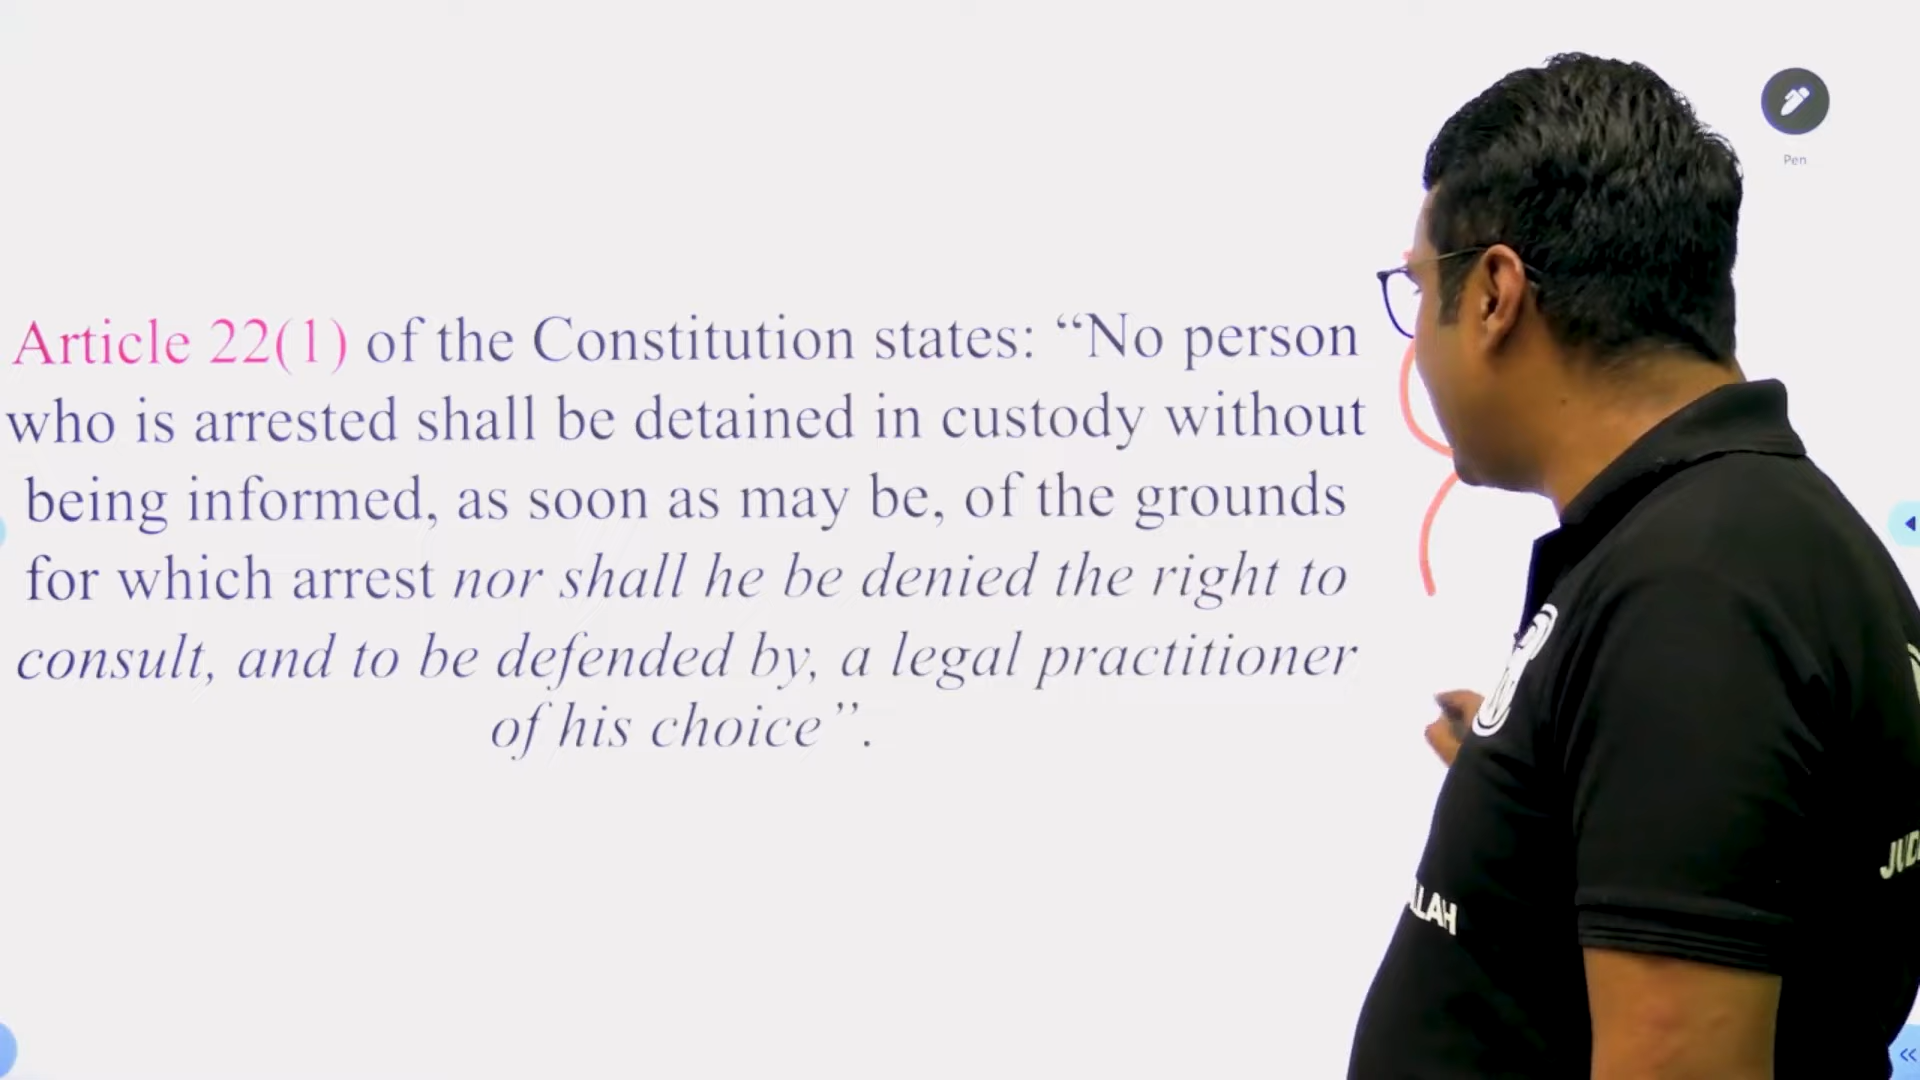 Pen
Article 22(1) of the Constitution states: “No person
who is arrested shall be detained in custody without
being informed, as soon as may be, of the grounds
for which arrest nor shall he be denied the right to
consult, and to be defended by, a legal practitioner
of his choice”.